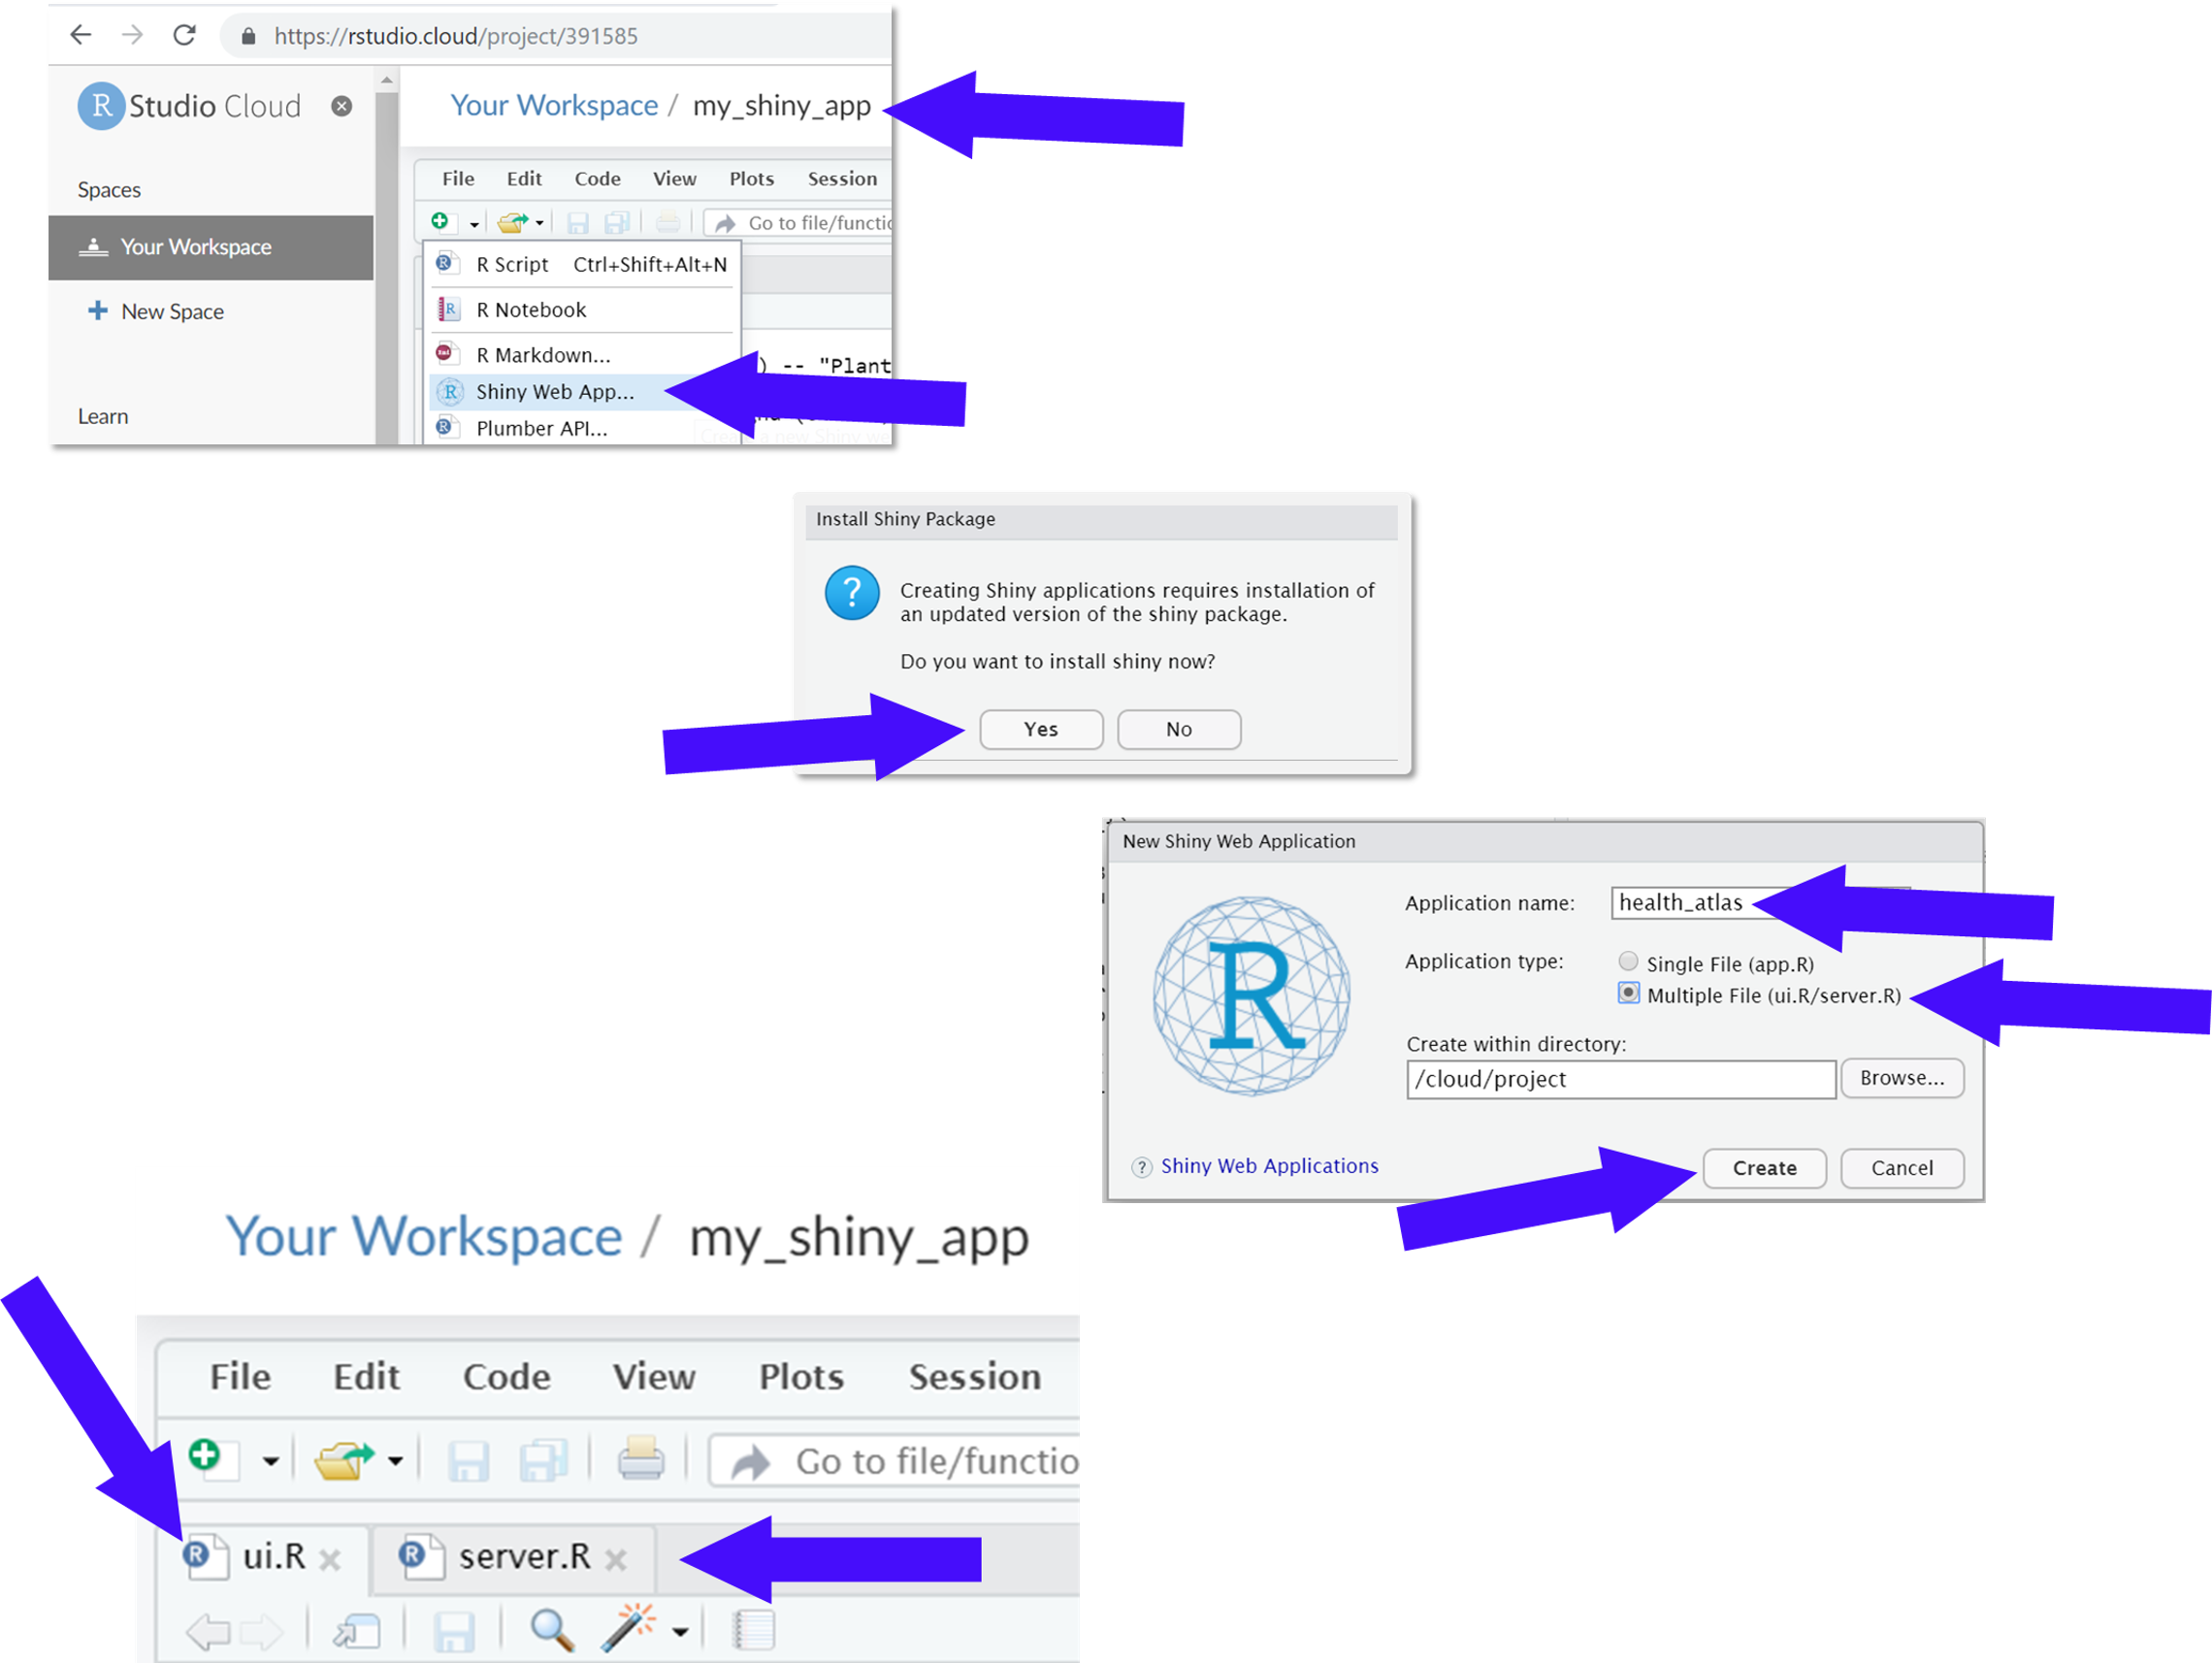 https://rstudio.cloud/project/391585
R Studio Cloud
Your Workspace / my_shiny_app
Spaces
Your Workspace
New Space
Learn
File Edit Code View Plots Session
Go to file/functio
R Script Ctrl+Shift+Alt+N
R Notebook
R Markdown...
Shiny Web App...
Plumber API...
) -- "Plant
Install Shiny Package
Creating Shiny applications requires installation of
an updated version of the shiny package.
Do you want to install shiny now?
Yes No
New Shiny Web Application
Application name: health_atlas
Application type: Single File (app.R)
Multiple File (ui.R/server.R)
Create within directory:
/cloud/project Browse...
R
? Shiny Web Applications Create Cancel
Your Workspace / my_shiny_app
File Edit Code View Plots Session
Go to file/functio
ui.R server.R